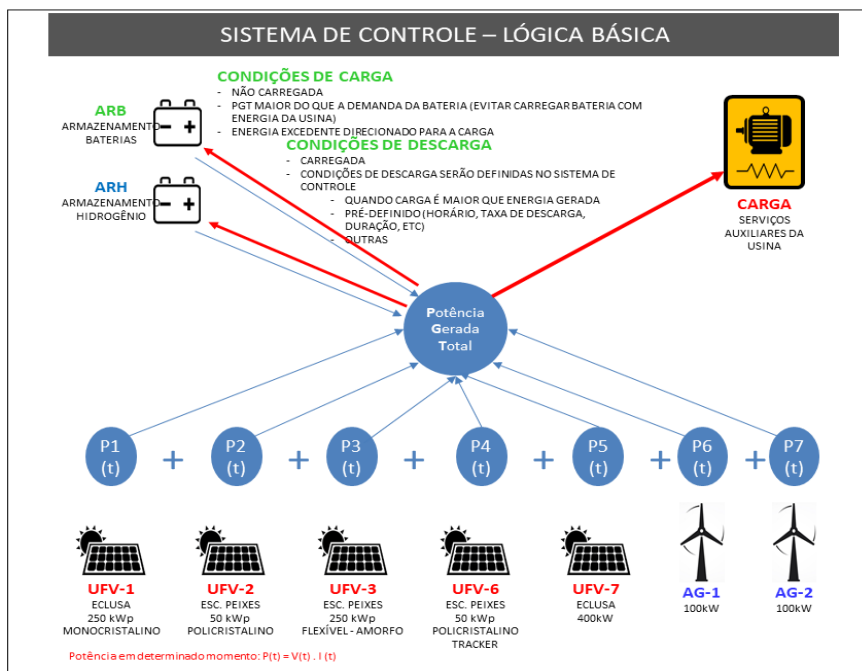 SISTEMA DE CONTROLE – LÓGICA BÁSICA
CONDIÇÕES DE CARGA
- NÃO CARREGADA
- PGT MAIOR DO QUE A DEMANDA DA BATERIA (EVITAR CARREGAR BATERIA COM
ENERGIA DA USINA)
- ENERGIA EXCEDENTE DIRECIONADO PARA A CARGA
ARB
ARMAZENAMENTO
BATERIAS
CONDIÇÕES DE DESCARGA
- CARREGADA
- CONDIÇÕES DE DESCARGA SERÃO DEFINIDAS NO SISTEMA
DE CONTROLE
- QUANDO CARGA É MAIOR QUE ENERGIA GERADA
- PRÉ-DEFINIDO (HORÁRIO, TAXA DE DESCARGA,
DURAÇÃO, ETC)
- OUTRAS
ARH
ARMAZENAMENTO
HIDROGÊNIO
CARGA
SERVIÇOS
AUXILIARES DA
USINA
Potência
Gerada
Total
P1
(t)
+
P2
(t)
+
P3
(t)
+
P4
(t)
+
P5
(t)
+
P6
(t)
+
P7
(t)
UFV-1
ECLUSA
250 kWp
MONOCRISTALINO
UFV-2
ESC. PEIXES
50 kWp
POLICRISTALINO
UFV-3
ESC. PEIXES
250 kWp
FLEXÍVEL - AMORFO
UFV-6
ESC. PEIXES
50 kWp
POLICRISTALINO
TRACKER
UFV-7
ECLUSA
400kW
AG-1
100kW
AG-2
100kW
Potência em determinado momento: P(t) = V(t) . I (t)